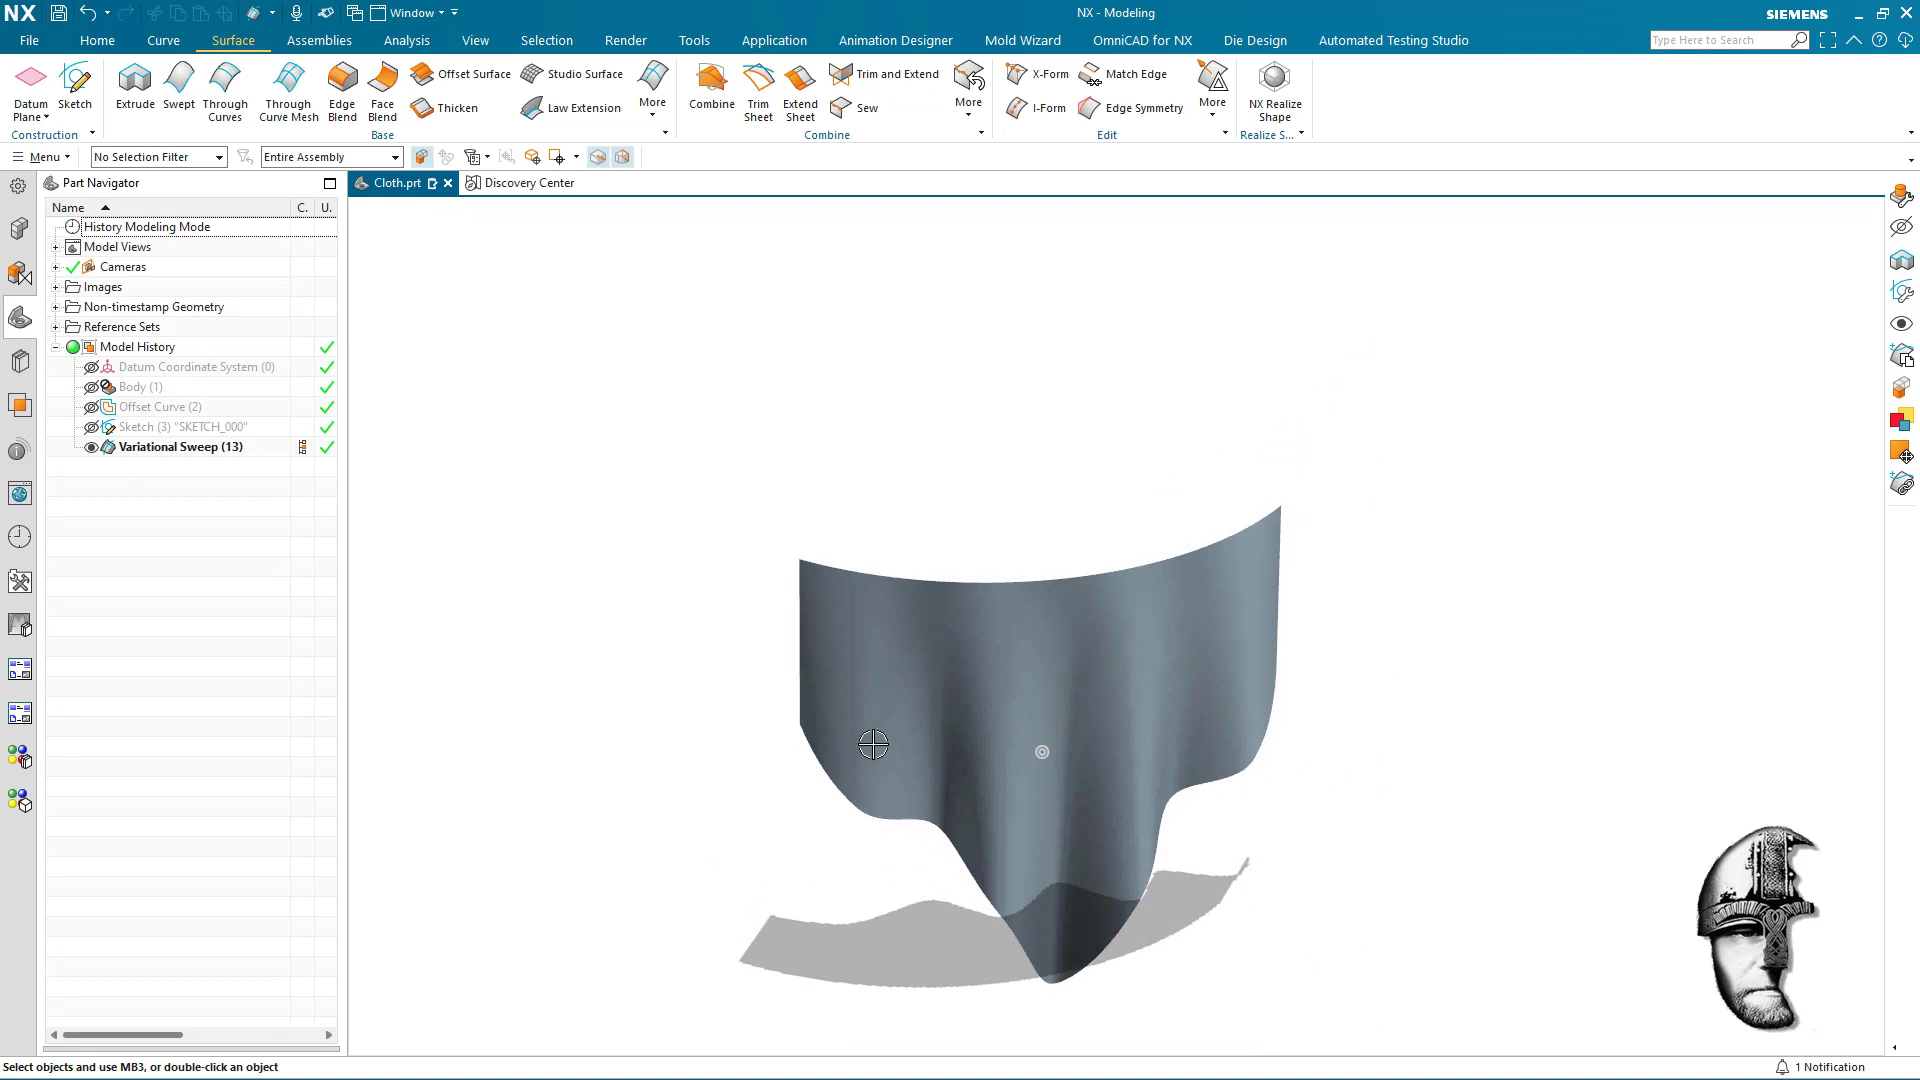 NX
Window
NX - Modeling
SIEMENS
File
Home
Curve
Surface
Assemblies
Analysis
View
Selection
Render
Tools
Application
Animation Designer
Mold Wizard
OmniCAD for NX
Die Design
Automated Testing Studio
Type Here to Search
Datum Plane
Sketch
Construction
Extrude
Swept
Through Curves
Through Curve Mesh
Edge Blend
Face Blend
Offset Surface
Thicken
Studio Surface
Law Extension
More
Base
Combine
Trim Sheet
Extend Sheet
Trim and Extend
Sew
More
Combine
X-Form
I-Form
Match Edge
Edge Symmetry
More
Edit
NX Realize Shape
Realize S...
Menu
No Selection Filter
Entire Assembly
Part Navigator
Cloth.prt
Discovery Center
Name
C.
U.
History Modeling Mode
Model Views
Cameras
Images
Non-timestamp Geometry
Reference Sets
Model History
Datum Coordinate System (0)
Body (1)
Offset Curve (2)
Sketch (3) "SKETCH_000"
Variational Sweep (13)
Select objects and use MB3, or double-click an object
1 Notification